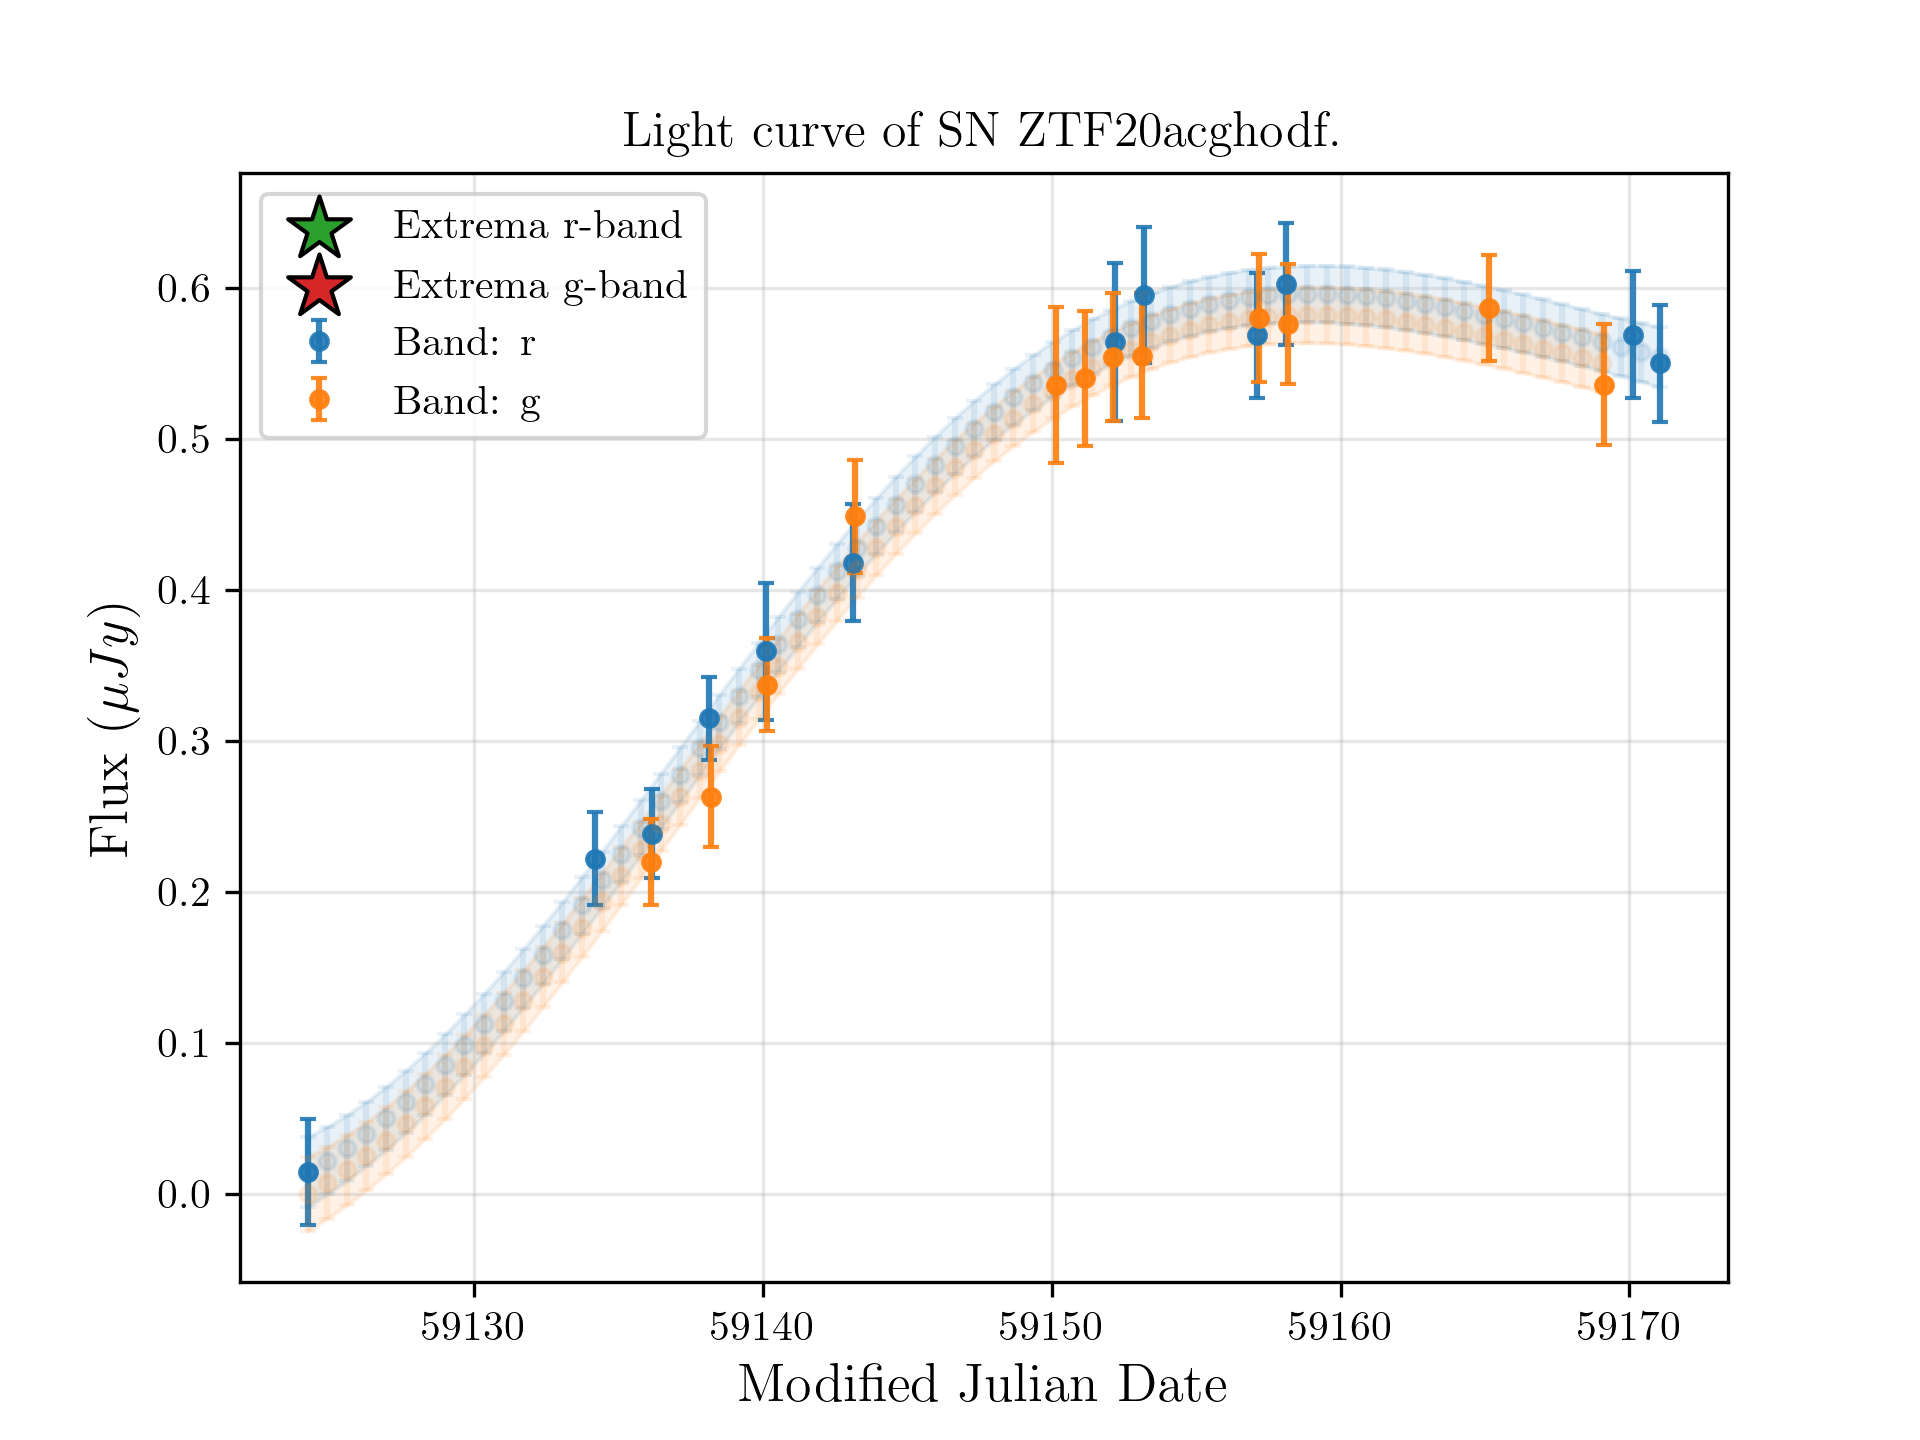 Light curve of SN ZTF20acghodf.
Extrema r-band
Extrema g-band
Band: r
Band: g
0.6
0.5
0.4
0.3
0.2
0.1
0.0
Flux (μJy)
59130 59140 59150 59160 59170
Modified Julian Date